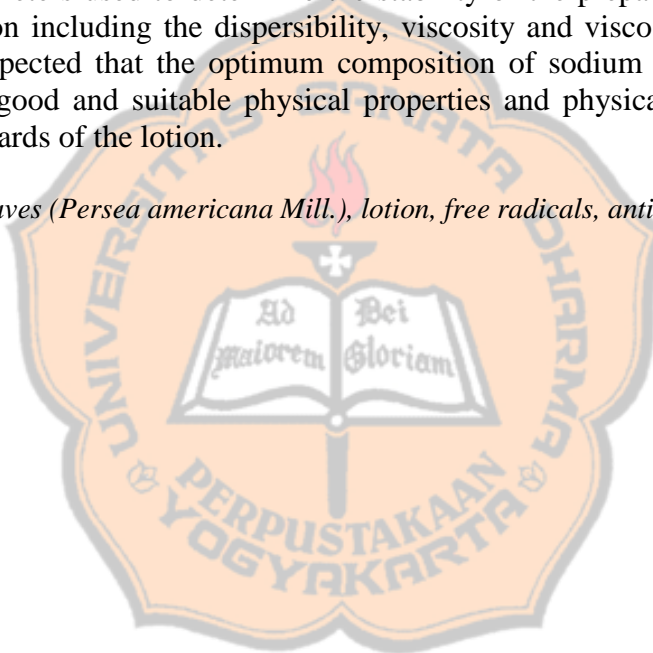 on including the dispersibility, viscosity and visco
pected that the optimum composition of sodium
good and suitable physical properties and physica
ards of the lotion.
aves (Persea americana Mill.), lotion, free radicals, anti
UNIVERSITAS SANATA DHARMA
Ad Dei
Maiorem Gloriam
PERPUSTAKAAN
YOGYAKARTA